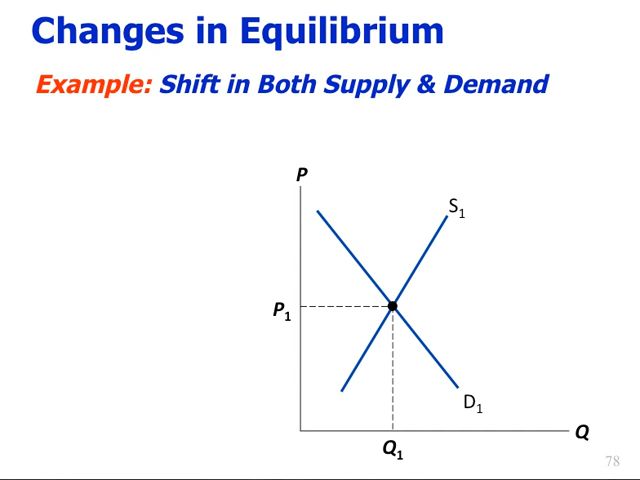 Changes in Equilibrium
Example: Shift in Both Supply & Demand
P
S1
P1
D1
Q
Q1
78